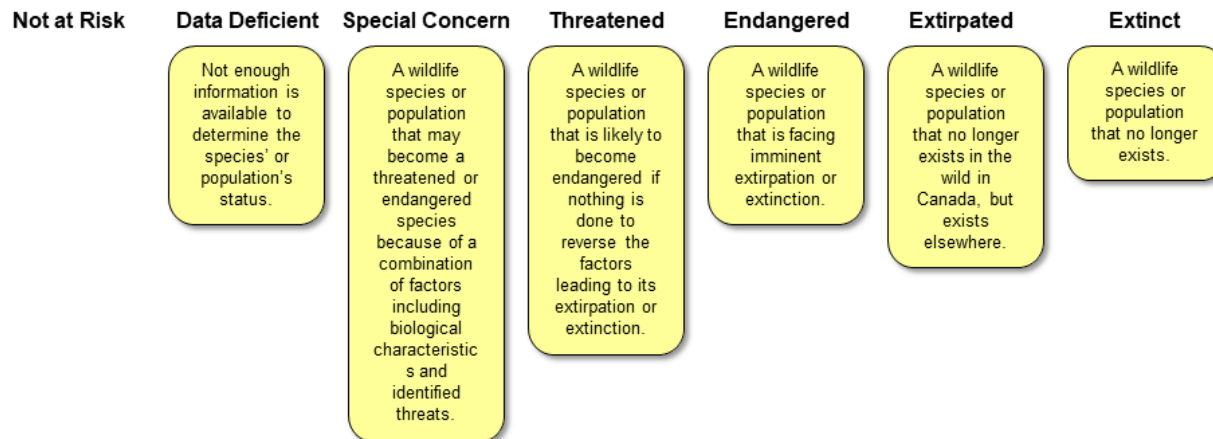 Not at Risk
Data Deficient
Special Concern
Threatened
Endangered
Extirpated
Extinct
Not enough
information is
available to
determine the
species' or
population's
status.
A wildlife
species or
population
that may
become a
threatened or
endangered
species
because of a
combination
of factors
including
biological
characteristic
s and
identified
threats.
A wildlife
species or
population
that is likely to
become
endangered if
nothing is
done to
reverse the
factors
leading to its
extirpation or
extinction.
A wildlife
species or
population
that is facing
imminent
extirpation or
extinction.
A wildlife
species or
population
that no longer
exists in the
wild in
Canada, but
exists
elsewhere.
A wildlife
species or
population
that no longer
exists.